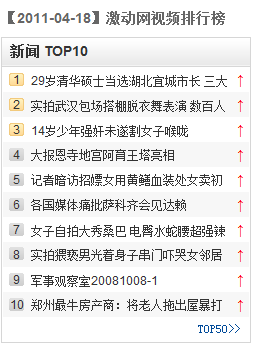 【2011-04-18】激动网视频排行榜
新闻 TOP10
1 29岁清华硕士当选湖北宜城市长 三大 ↑
2 实拍武汉包场搭棚脱衣舞表演 数百人 ↑
3 14岁少年强奸未遂割女子喉咙 ↑
4 大报恩寺地宫阿育王塔亮相 ↑
5 记者暗访招嫖女用黄鳝血装处女卖初 ↑
6 各国媒体痛批萨科齐会见达赖 ↑
7 女子自拍大秀桑巴 电臀水蛇腰超强辣 ↑
8 实拍猥亵男光着身子串门吓哭女邻居 ↑
9 军事观察室20081008-1 ↑
10 郑州最牛房产商：将老人拖出屋暴打 ↑
TOP50>>